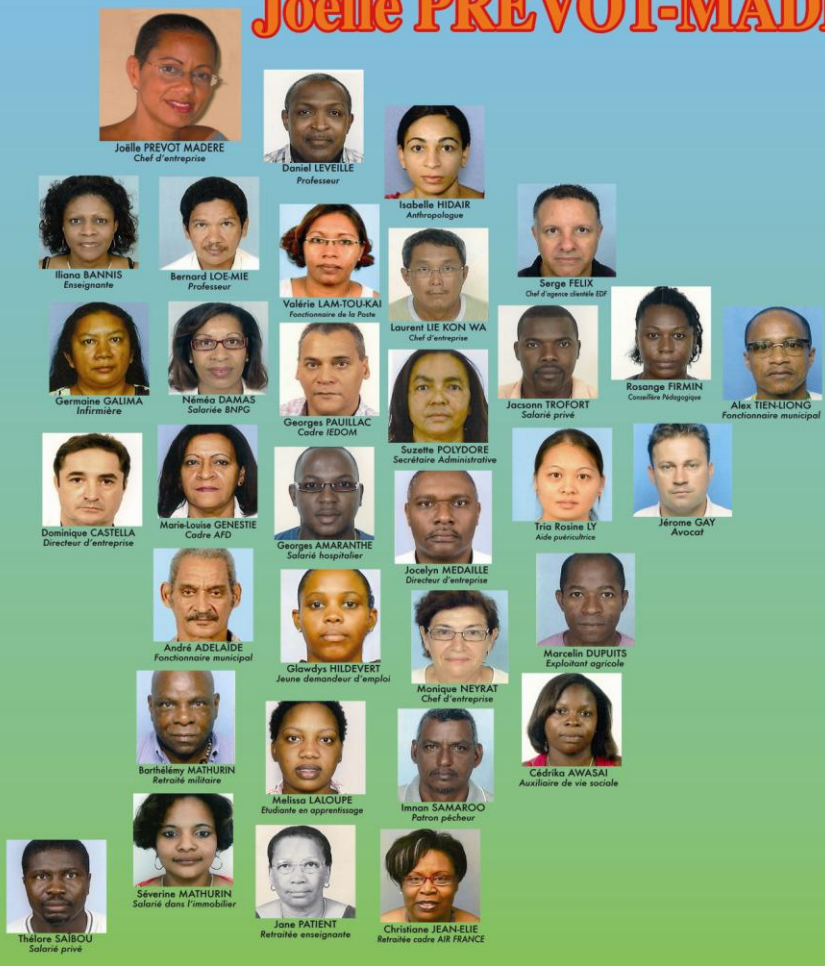 Joëlle PREVOT-MADE
Joëlle PREVOT MADERE
Chef d'entreprise
Daniel LEVEILLE
Professeur
Isabelle HIDAIR
Anthropologue
Iliana BANNIS
Enseignante
Bernard LOE-MIE
Professeur
Valérie LAM-TOU-KAI
Fonctionnaire de la Poste
Laurent LIE KON WA
Chef d'entreprise
Serge FELIX
Chef d'agence clientèle EDF
Germaine GALIMA
Infirmière
Néméa DAMAS
Salariée BNPG
Georges PAUILLAC
Cadre IEDOM
Suzette POLYDORE
Secrétaire Administrative
Jacsonn TROFORT
Salarié privé
Rosange FIRMIN
Conseillère Pédagogique
Alex TIEN-LIONG
Fonctionnaire municipal
Dominique CASTELLA
Directeur d'entreprise
Marie-Louise GENESTIE
Cadre AFD
Georges AMARANTHE
Salarié hospitalier
Jocelyn MEDAILLE
Directeur d'entreprise
Tria Rosine LY
Aide puéricultrice
Jérome GAY
Avocat
André ADELAÏDE
Fonctionnaire municipal
Glawdys HILDEVERT
Jeune demandeur d'emploi
Monique NEYRAT
Chef d'entreprise
Marcelin DUPUITS
Exploitant agricole
Barthélémy MATHURIN
Retraité militaire
Melissa LALOUPE
Etudiante en apprentissage
Imnan SAMAROO
Patron pécheur
Cédrika AWASAI
Auxiliaire de vie sociale
Thélore SAÏBOU
Salarié privé
Séverine MATHURIN
Salarié dans l'immobilier
Jane PATIENT
Retraitée enseignante
Christiane JEAN-ELIE
Retraitée cadre AIR FRANCE